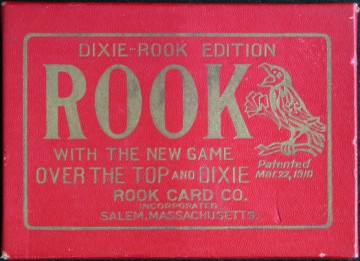 DIXIE-ROOK EDITION
ROOK
WITH THE NEW GAME
OVER THE TOP AND DIXIE
Patented
Mar. 22, 1910
ROOK CARD CO.
INCORPORATED
SALEM, MASSACHUSETTS.